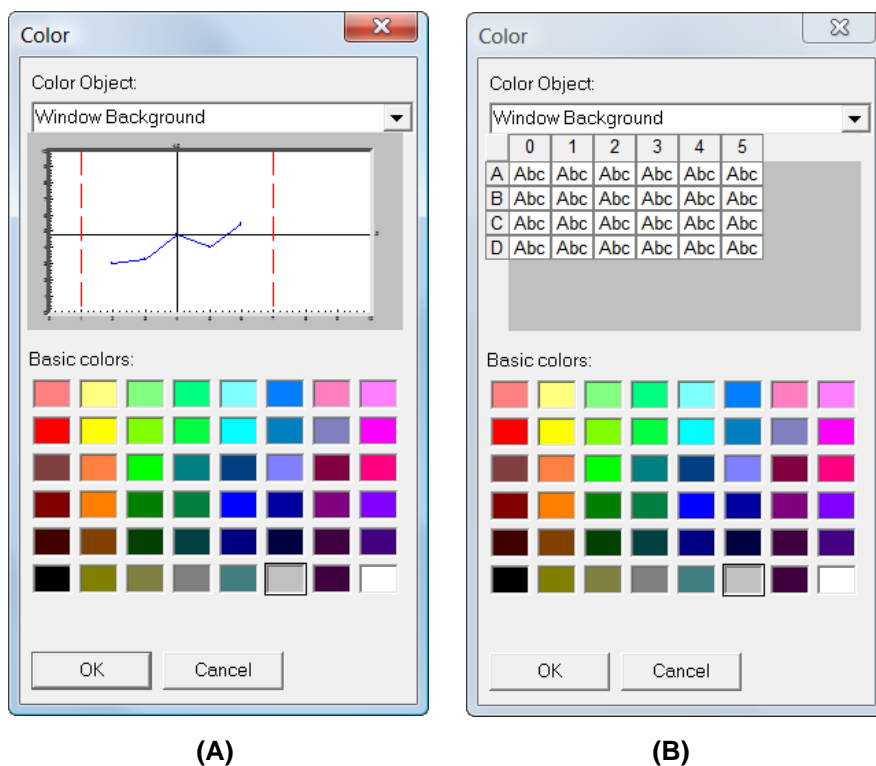 Color
Color Object:
Window Background
Basic colors:
OK Cancel
(A)
Color
Color Object:
Window Background
0 1 2 3 4 5
A Abc Abc Abc Abc Abc Abc
B Abc Abc Abc Abc Abc Abc
C Abc Abc Abc Abc Abc Abc
D Abc Abc Abc Abc Abc Abc
Basic colors:
OK Cancel
(B)